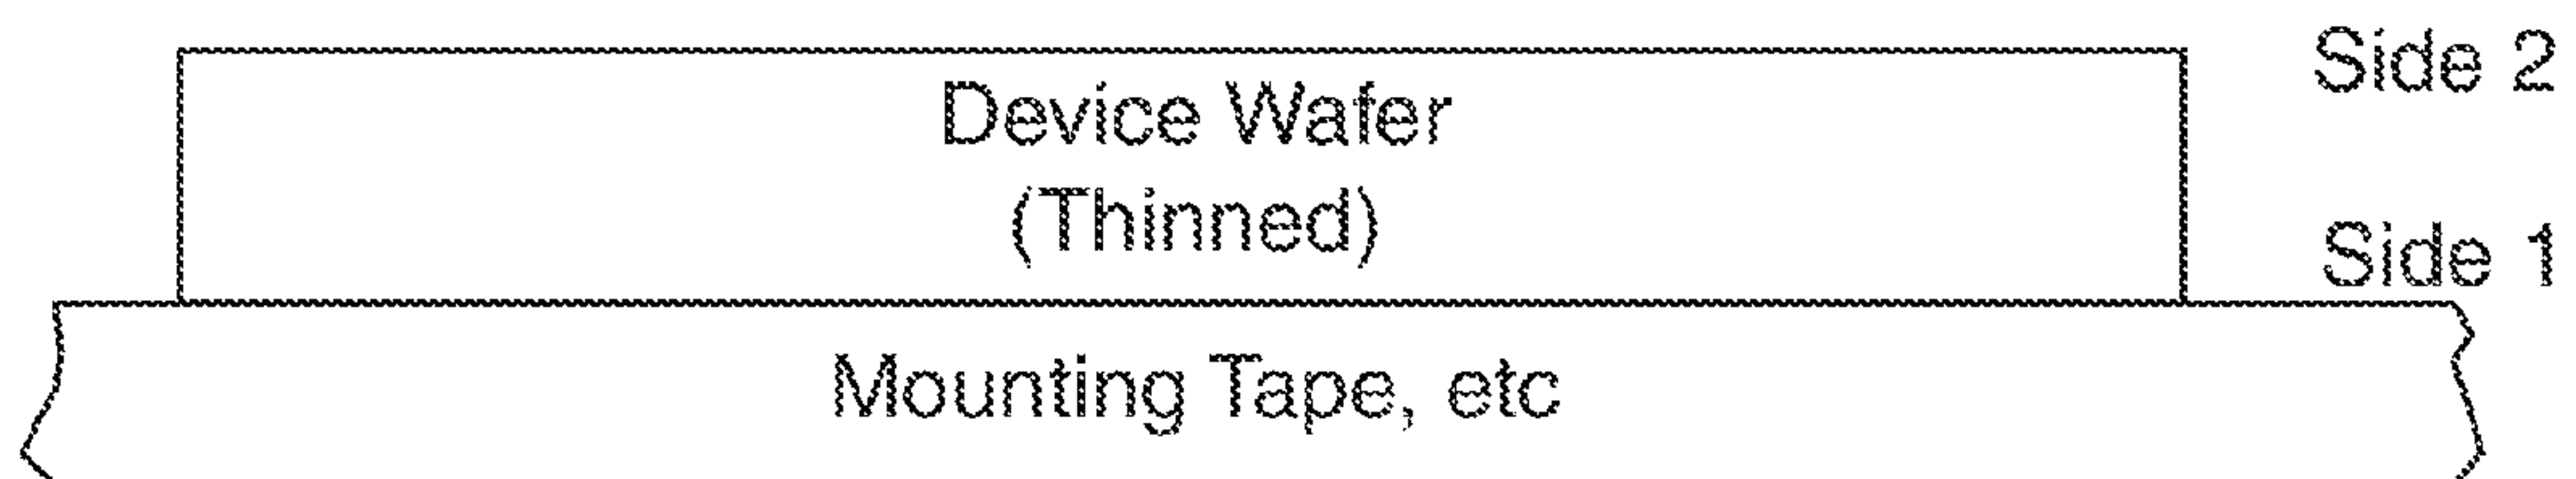 Side 2
Device Wafer
(Thinned)
Side 1
Mounting Tape, etc